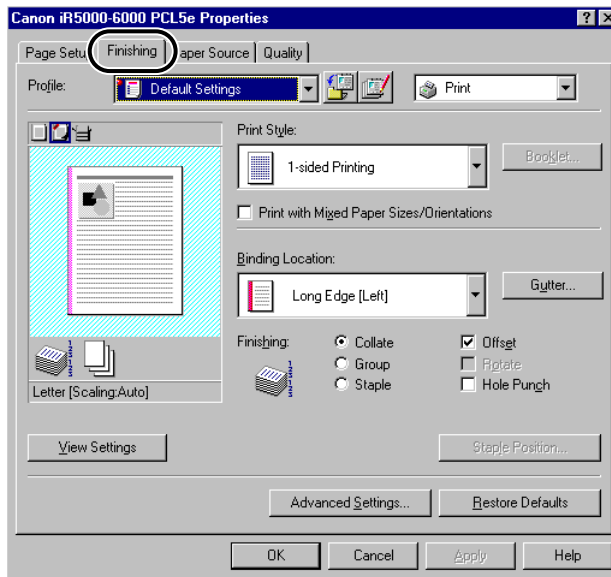 Canon iR5000-6000 PCL5e Properties
Page Setu Finishing aper Source Quality
Profile: Default Settings Print
Print Style:
1-sided Printing Booklet...
Print with Mixed Paper Sizes/Orientations
Binding Location:
Long Edge [Left] Gutter...
Finishing: Collate Offset
Group Rotate
Staple Hole Punch
Letter [Scaling:Auto]
View Settings Staple Position...
Advanced Settings... Restore Defaults
OK Cancel Apply Help